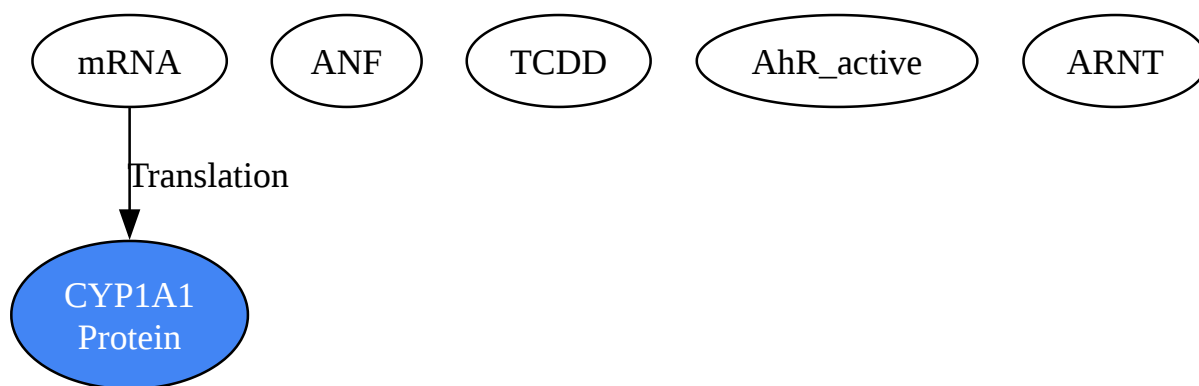 mRNA
ANF
TCDD
AhR_active
ARNT
Translation
CYP1A1
Protein